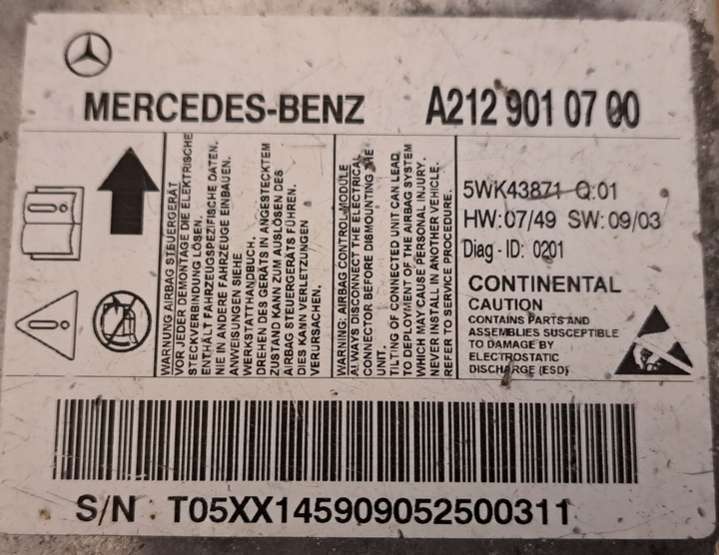 MERCEDES-BENZ
A212 901 07 00
WARNUNG AIRBAG STEUERGERÄT
VOR JEDER DEMONTAGE DIE ELEKTRISCHE
STECKVERBINDUNG LÖSEN.
ENTHÄLT FAHRZEUGSPEZIFISCHE DATEN.
NIE IN ANDERE FAHRZEUGE EINBAUEN.
ANWEISUNGEN SIEHE
WERKSTATTHANDBUCH.
DREHEN DES GERÄTS IN ANGESTECKTEM
ZUSTAND KANN ZUM AUSLÖSEN DES
AIRBAG STEUERGERÄTS FÜHREN.
DIES KANN VERLETZUNGEN
VERURSACHEN.
WARNING: AIRBAG CONTROL MODULE
ALWAYS DISCONNECT THE ELECTRICAL
CONNECTOR BEFORE DISMOUNTING THE
UNIT.
TILTING OF CONNECTED UNIT CAN LEAD
TO DEPLOYMENT OF THE AIRBAG SYSTEM
WHICH MAY CAUSE PERSONAL INJURY.
NEVER INSTALL IN ANOTHER VEHICLE.
REFER TO SERVICE PROCEDURE.
5WK43871 Q:01
HW:07/49 SW:09/03
Diag-ID: 0201
CONTINENTAL
CAUTION
CONTAINS PARTS AND
ASSEMBLIES SUSCEPTIBLE
TO DAMAGE BY
ELECTROSTATIC
DISCHARGE (ESD)
S/N T05XX145909052500311